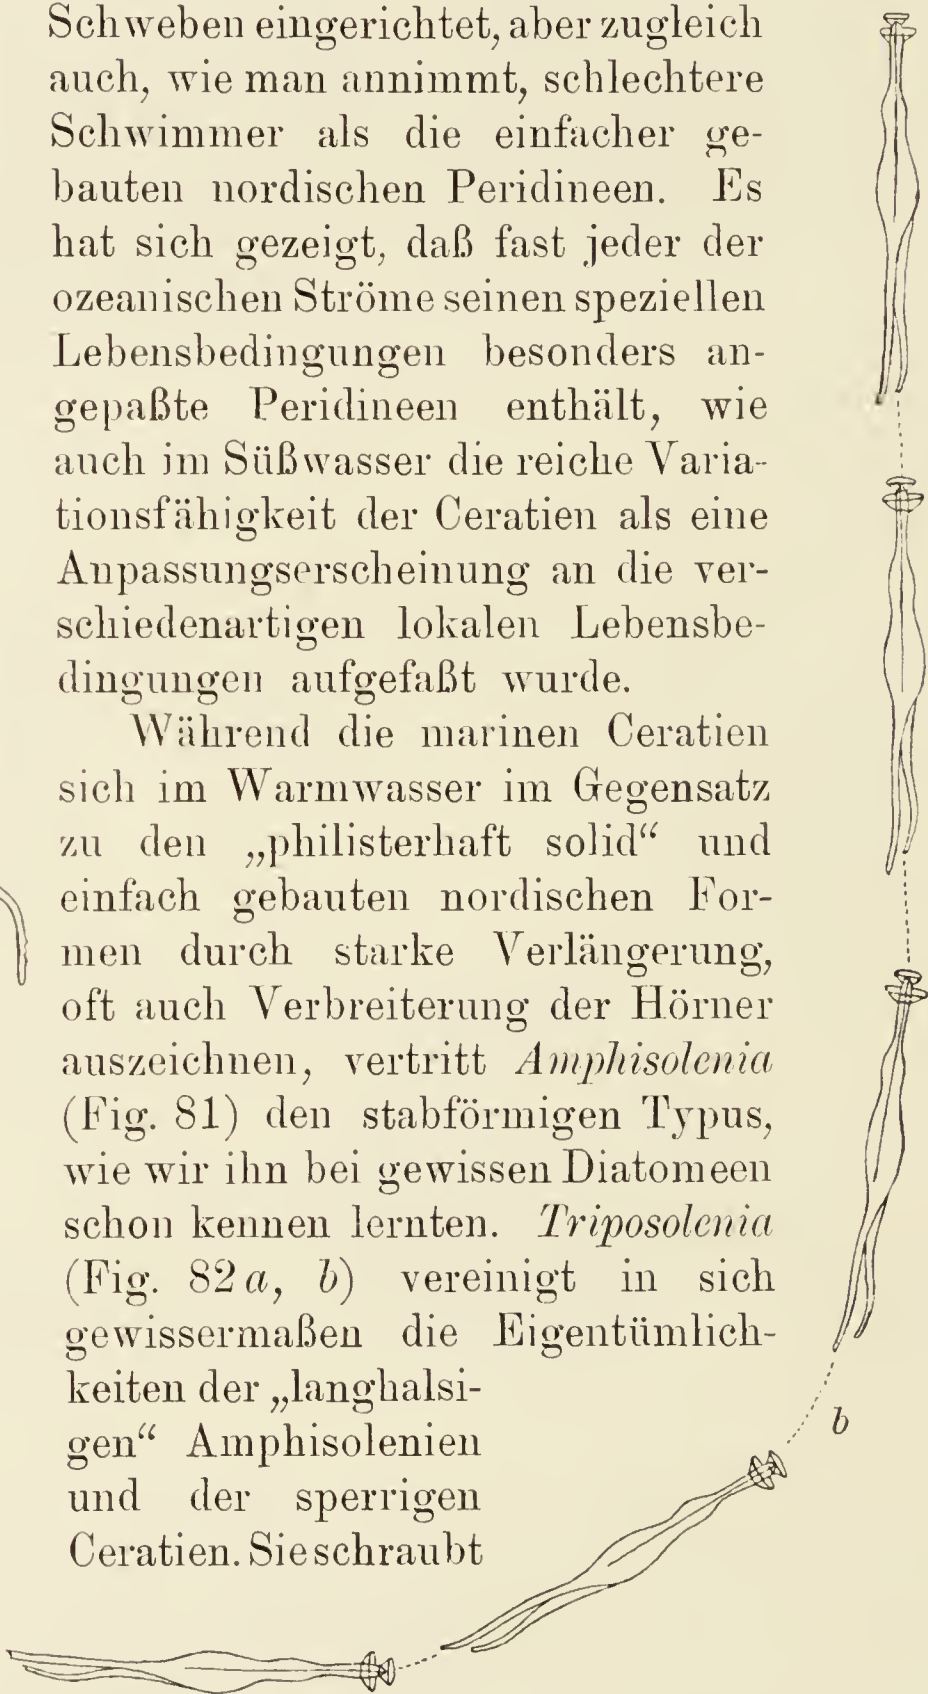 Schweben eingerichtet, aber zugleich
auch, wie man annimmt, schlechtere
Schwimmer als die einfacher ge-
bauten nordischen Peridineen. Es
hat sich gezeigt, daß fast jeder der
ozeanischen Ströme seinen speziellen
Lebensbedingungen besonders an-
gepaßte Peridineen enthält, wie
auch im Süßwasser die reiche Varia-
tionsfähigkeit der Ceratien als eine
Anpassungserscheinung an die ver-
schiedenartigen lokalen Lebensbe-
dingungen aufgefaßt wurde.
Während die marinen Ceratien
sich im Warmwasser im Gegensatz
zu den „philisterhaft solid“ und
einfach gebauten nordischen For-
men durch starke Verlängerung,
oft auch Verbreiterung der Hörner
auszeichnen, vertritt Amphisolenia
(Fig. 81) den stabförmigen Typus,
wie wir ihn bei gewissen Diatomeen
schon kennen lernten. Triposolenia
(Fig. 82 a, b) vereinigt in sich
gewissermaßen die Eigentümlich-
keiten der „langhalsi-
gen“ Amphisolenien
und der sperrigen
Ceratien. Sie schraubt
b